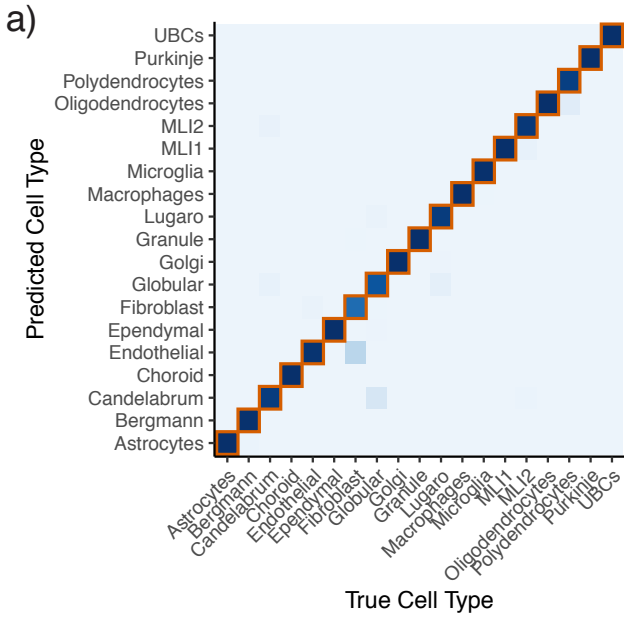 a)
Predicted Cell Type
UBCs
Purkinje
Polydendrocytes
Oligodendrocytes
MLI2
MLI1
Microglia
Macrophages
Lugaro
Granule
Golgi
Globular
Fibroblast
Ependymal
Endothelial
Choroid
Candelabrum
Bergmann
Astrocytes
Astrocytes
Bergmann
Candelabrum
Choroid
Endothelial
Ependymal
Fibroblast
Globular
Golgi
Granule
Lugaro
Macrophages
Microglia
MLI1
MLI2
Oligodendrocytes
Polydendrocytes
Purkinje
UBCs
True Cell Type